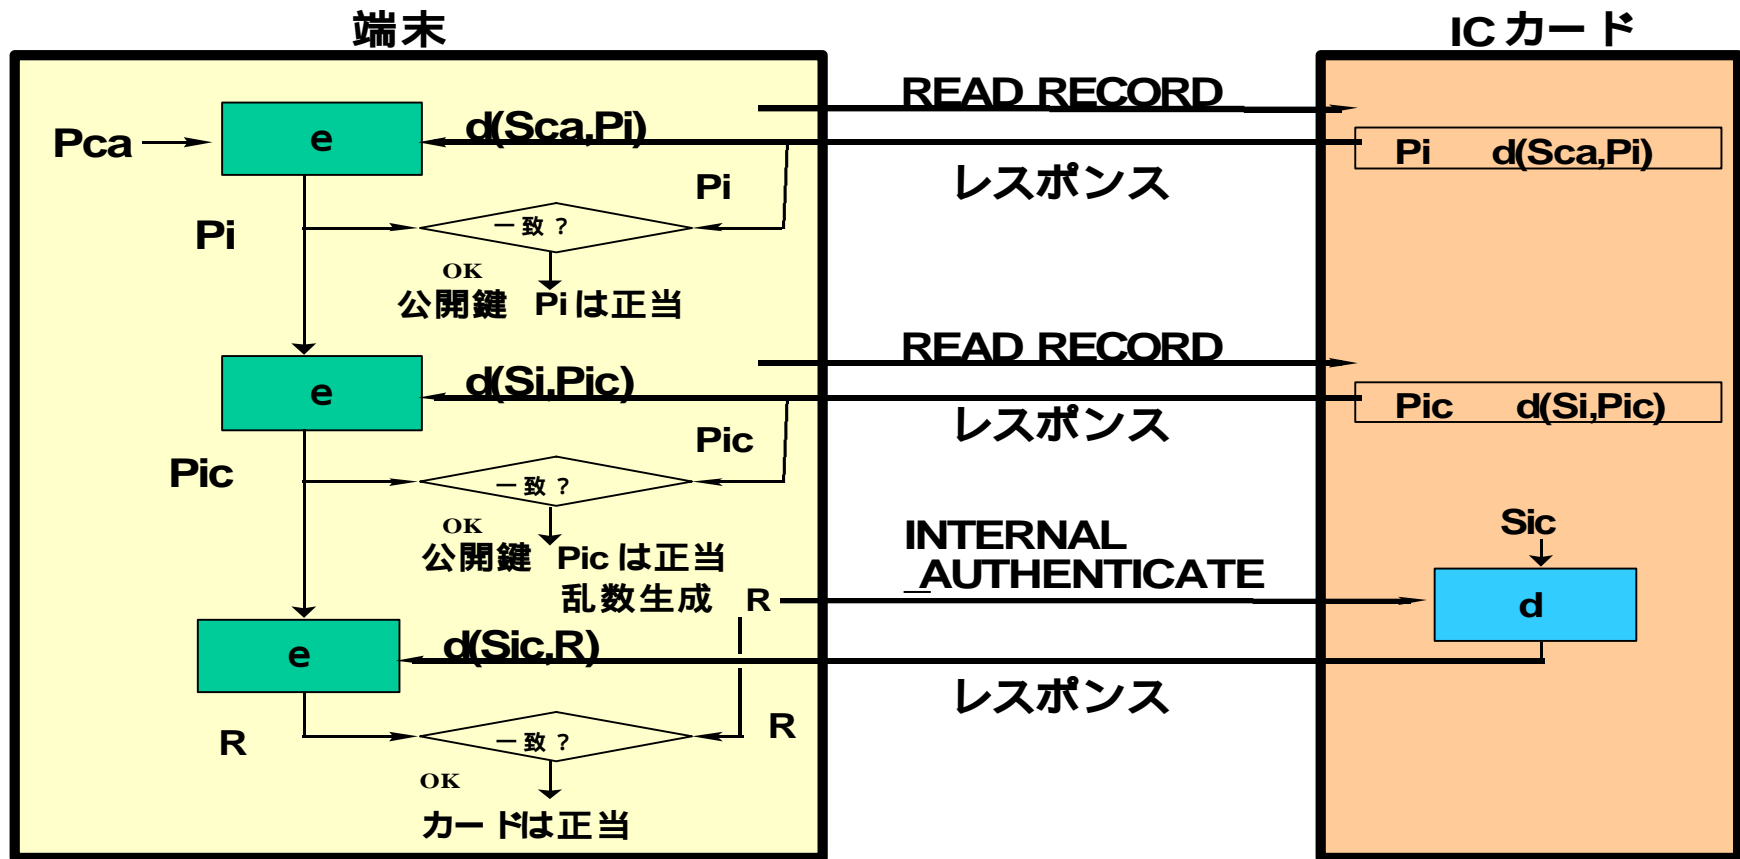 端末
ICカード
READ RECORD
Pca
e
d(Sca,Pi)
Pi d(Sca,Pi)
レスポンス
Pi
Pi
一致?
OK
公開鍵 Piは正当
READ RECORD
e
d(Si,Pic)
Pic d(Si,Pic)
レスポンス
Pic
Pic
一致?
OK
公開鍵 Picは正当
INTERNAL
_AUTHENTICATE
Sic
乱数生成 R
d
e
d(Sic,R)
レスポンス
R
R
一致?
OK
カードは正当